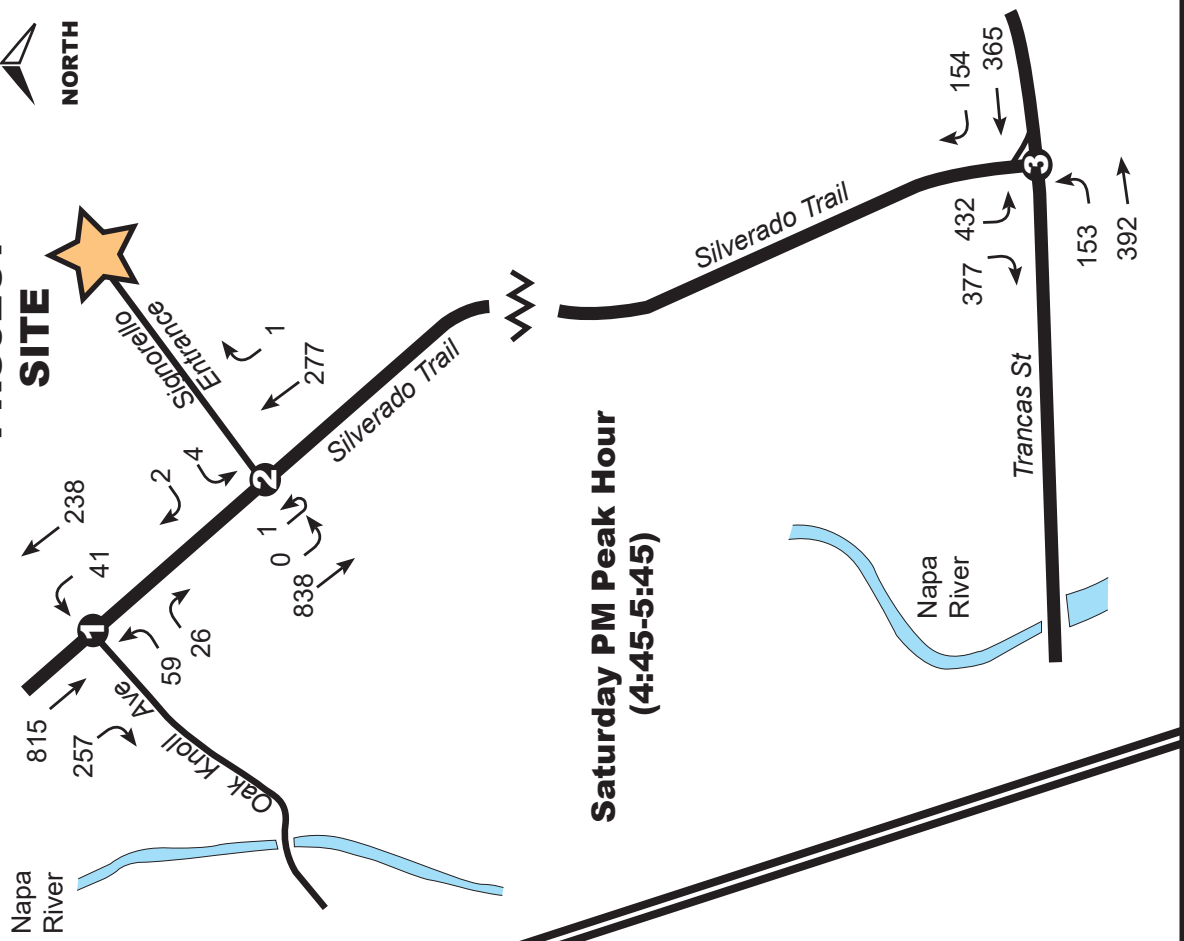 SITE
NORTH
Napa
River
815
257
238
41
1
59
26
Oak Knoll Ave
2
4
Signorello
Entrance
2
0
1
838
1
277
Silverado Trail
Saturday PM Peak Hour
(4:45-5:45)
Silverado Trail
Napa
River
377
432
154
365
3
Trancas St
153
392